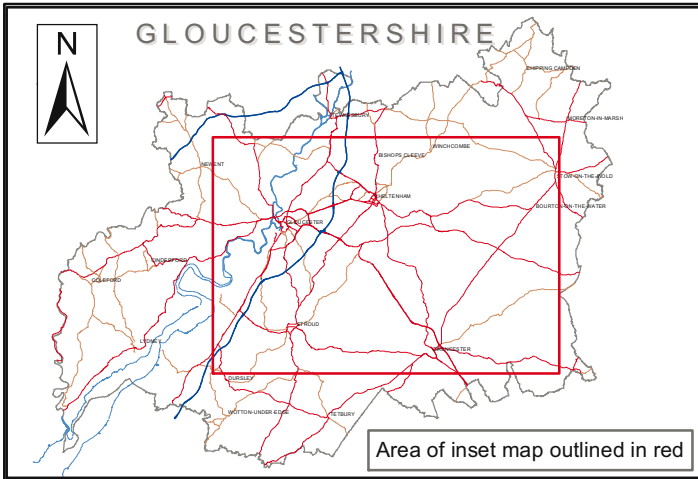 N
GLOUCESTERSHIRE
CHIPPING CAMPDEN
MORETON-IN-MARSH
BISHOPS CLEEVE
WINCHCOMBE
NEWENT
STOW-ON-THE-WOLD
CHELTENHAM
BOURTON-ON-THE-WATER
GLOUCESTER
CINDERFORD
COLEFORD
STROUD
LYDNEY
CIRENCESTER
DURSLEY
WOTTON-UNDER-EDGE
TETBURY
Area of inset map outlined in red